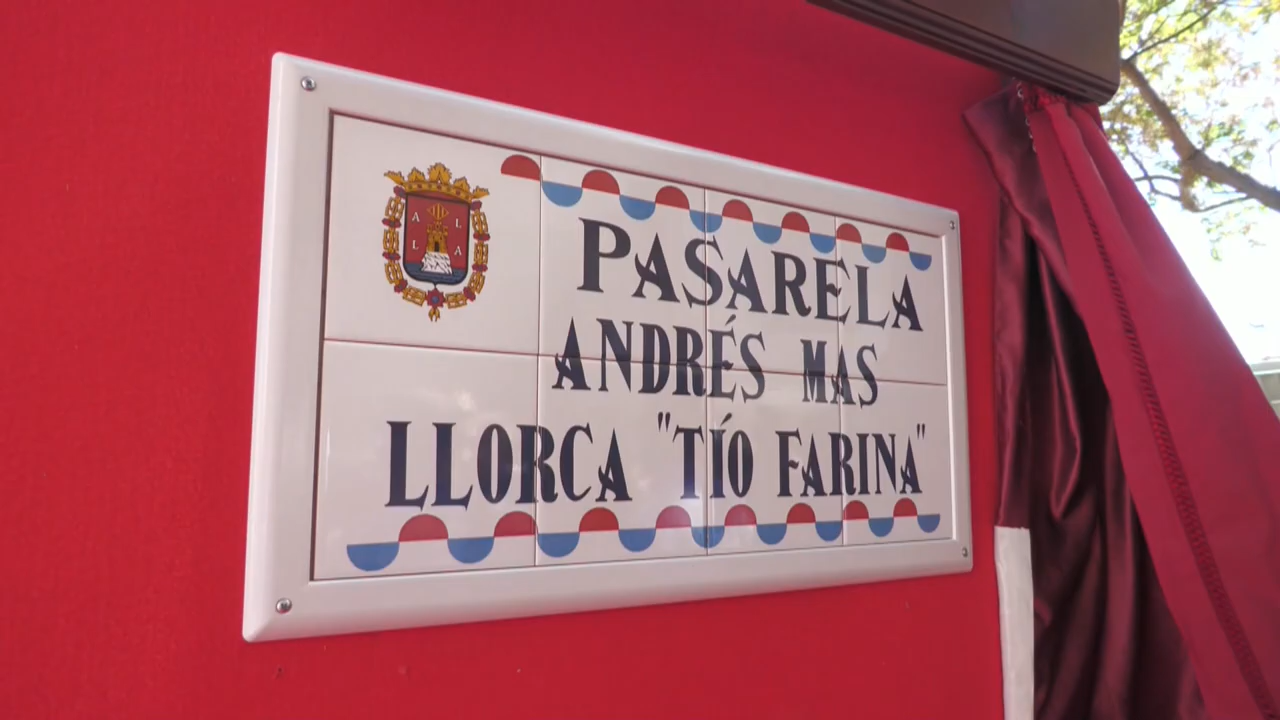 A L
L A
PASARELA
ANDRÉS MAS
LLORCA "TÍO FARINA"